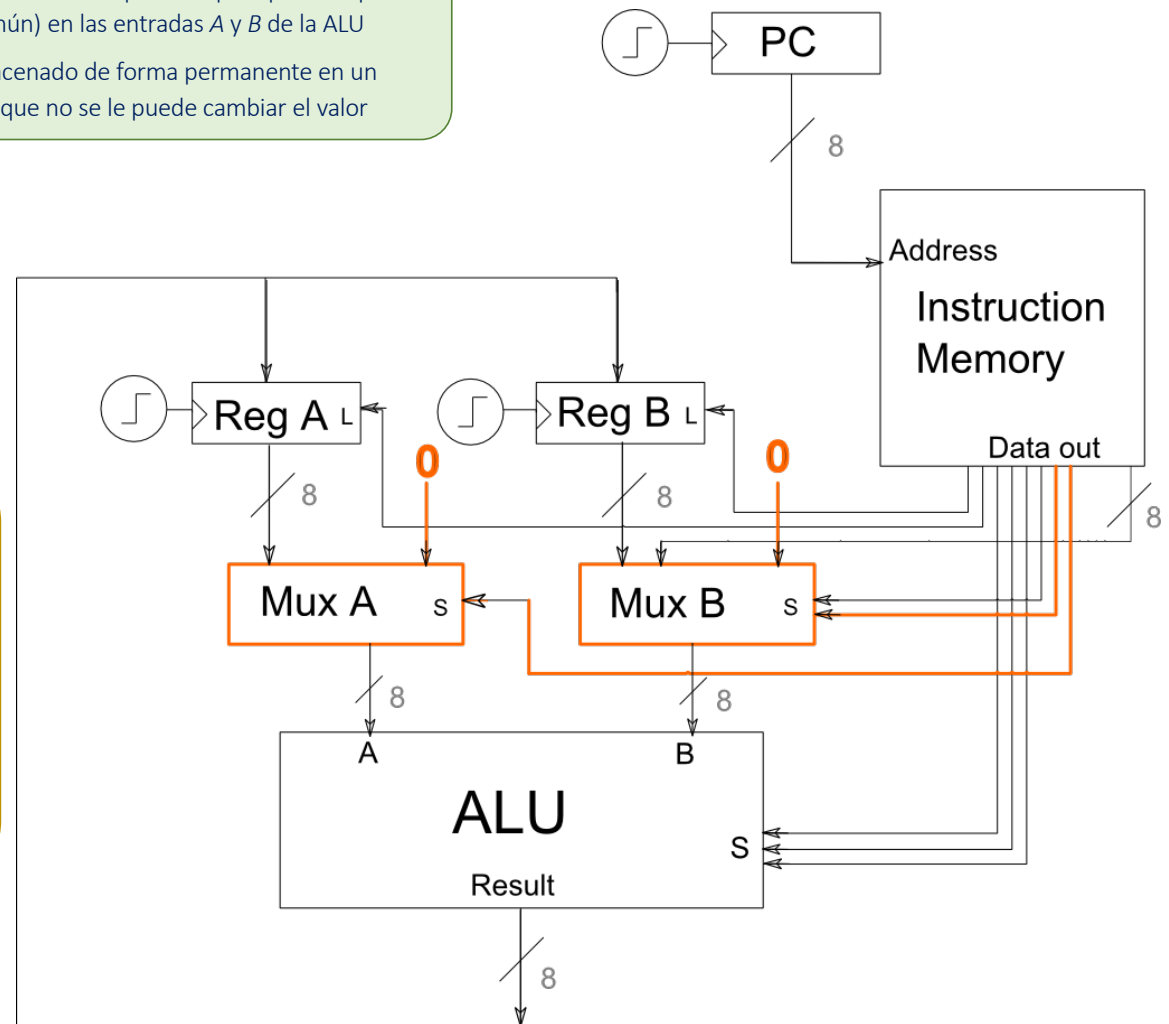 mún) en las entradas A y B de la ALU
acenado de forma permanente en un
que no se le puede cambiar el valor
PC
8
Address
Instruction
Memory
Data out
Reg A L
Reg B L
0
0
8
8
8
Mux A S
Mux B S
8
8
A
B
ALU
S
Result
8